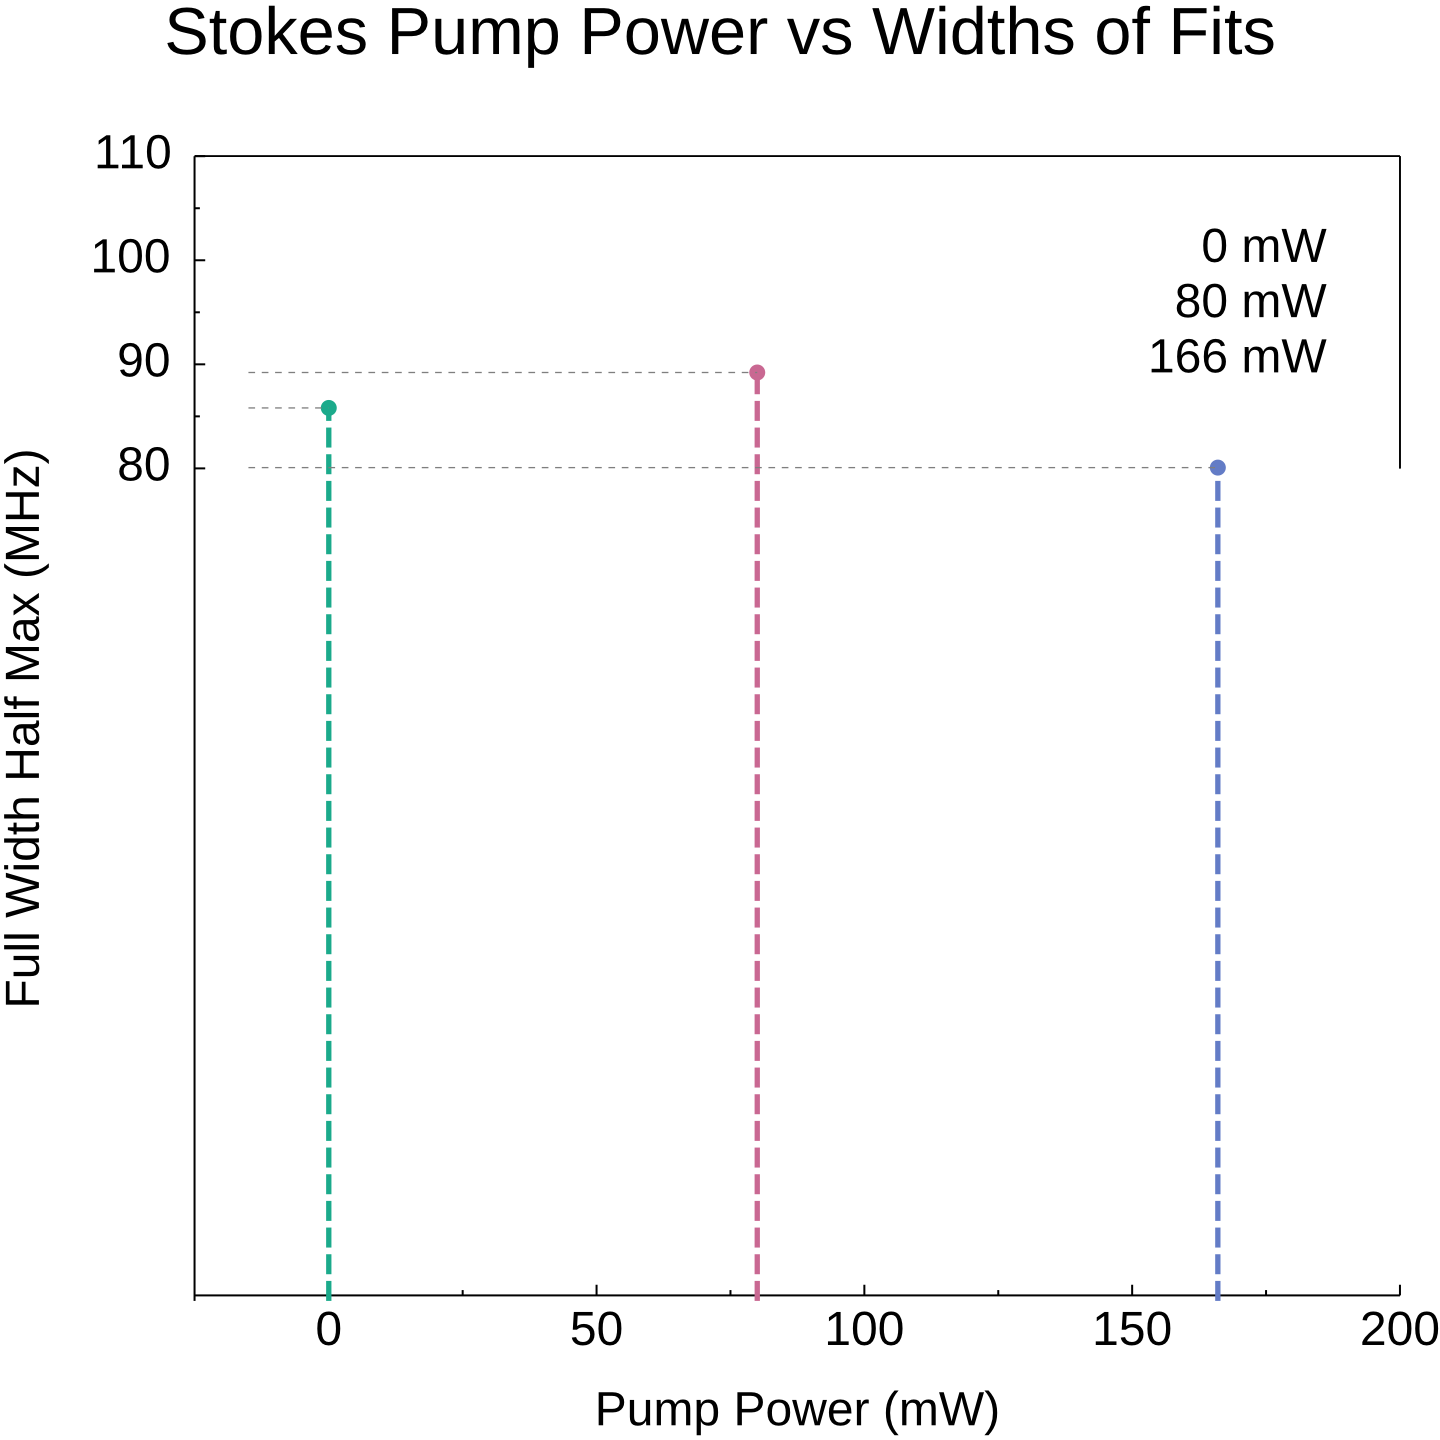 Stokes Pump Power vs Widths of Fits
110
100
90
80
0 mW
80 mW
166 mW
Full Width Half Max (MHz)
0
50
100
150
200
Pump Power (mW)